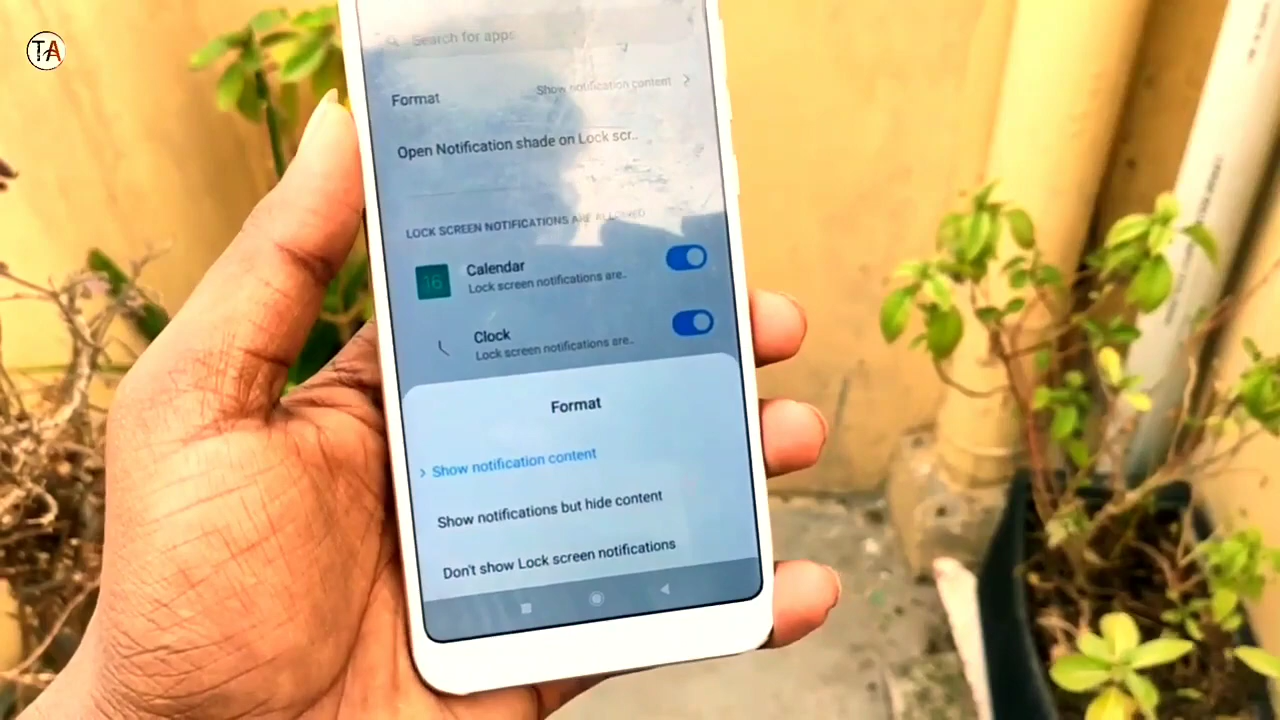 TA
Search for apps
Format
Show notification content
Open Notification shade on Lock scr..
LOCK SCREEN NOTIFICATIONS ARE ALLOWED
16
Calendar
Lock screen notifications are..
Clock
Lock screen notifications are..
Format
Show notification content
Show notifications but hide content
Don't show Lock screen notifications